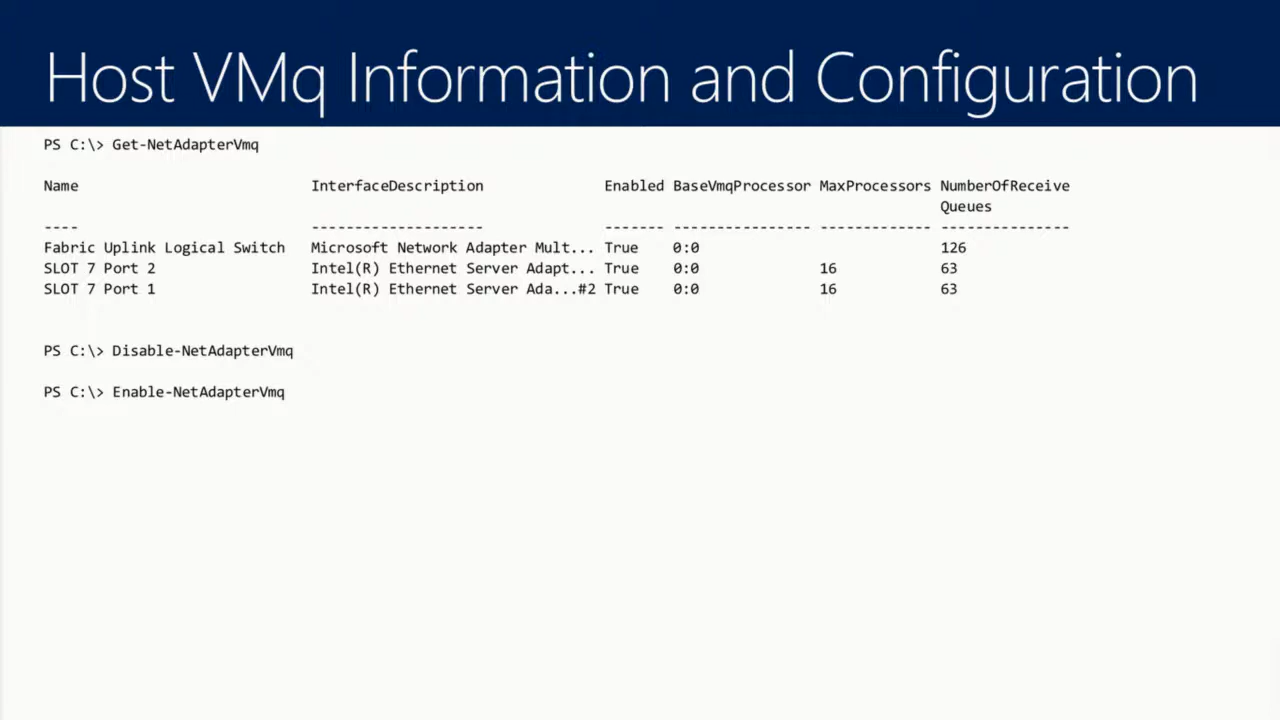 Host VMq Information and Configuration
PS C:\> Get-NetAdapterVmq
Name InterfaceDescription Enabled BaseVmqProcessor MaxProcessors NumberOfReceive
Queues
---- -------------------- ------- ---------------- ------------- ---------------
Fabric Uplink Logical Switch Microsoft Network Adapter Mult... True 0:0 126
SLOT 7 Port 2 Intel(R) Ethernet Server Adapt... True 0:0 16 63
SLOT 7 Port 1 Intel(R) Ethernet Server Ada...#2 True 0:0 16 63
PS C:\> Disable-NetAdapterVmq
PS C:\> Enable-NetAdapterVmq